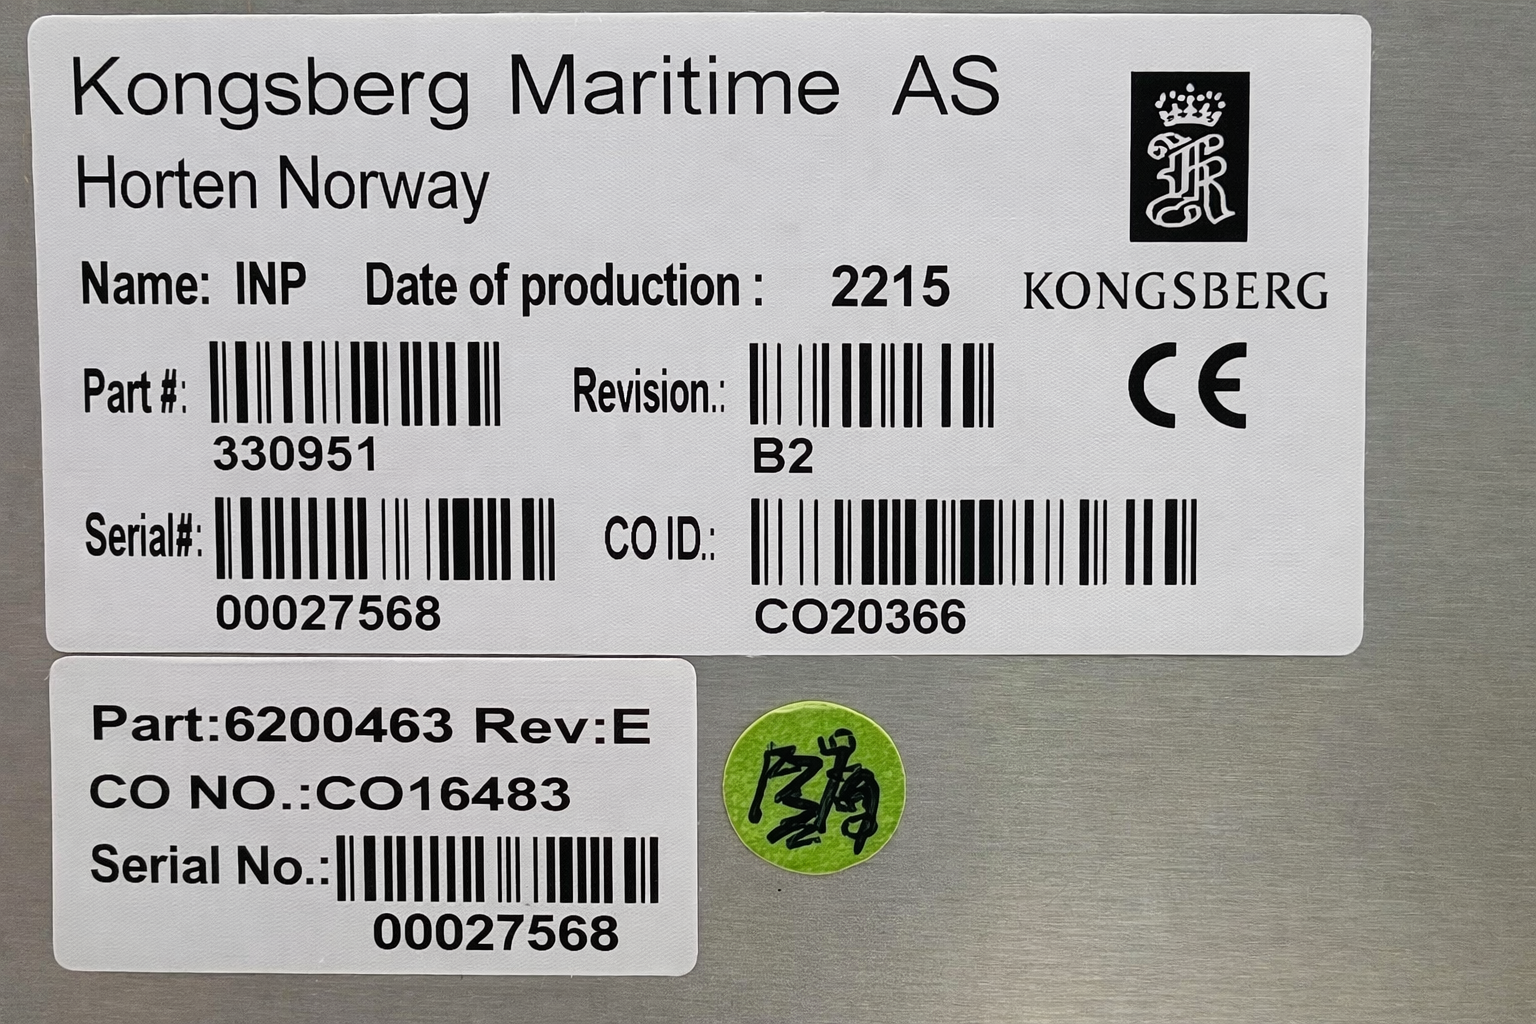 Kongsberg Maritime AS
Horten Norway
Name: INP Date of production : 2215
KONGSBERG
Part #: Revision.: CE
330951 B2
Serial#: CO ID.:
00027568 CO20366
Part:6200463 Rev:E
CO NO.:CO16483
Serial No.:
00027568